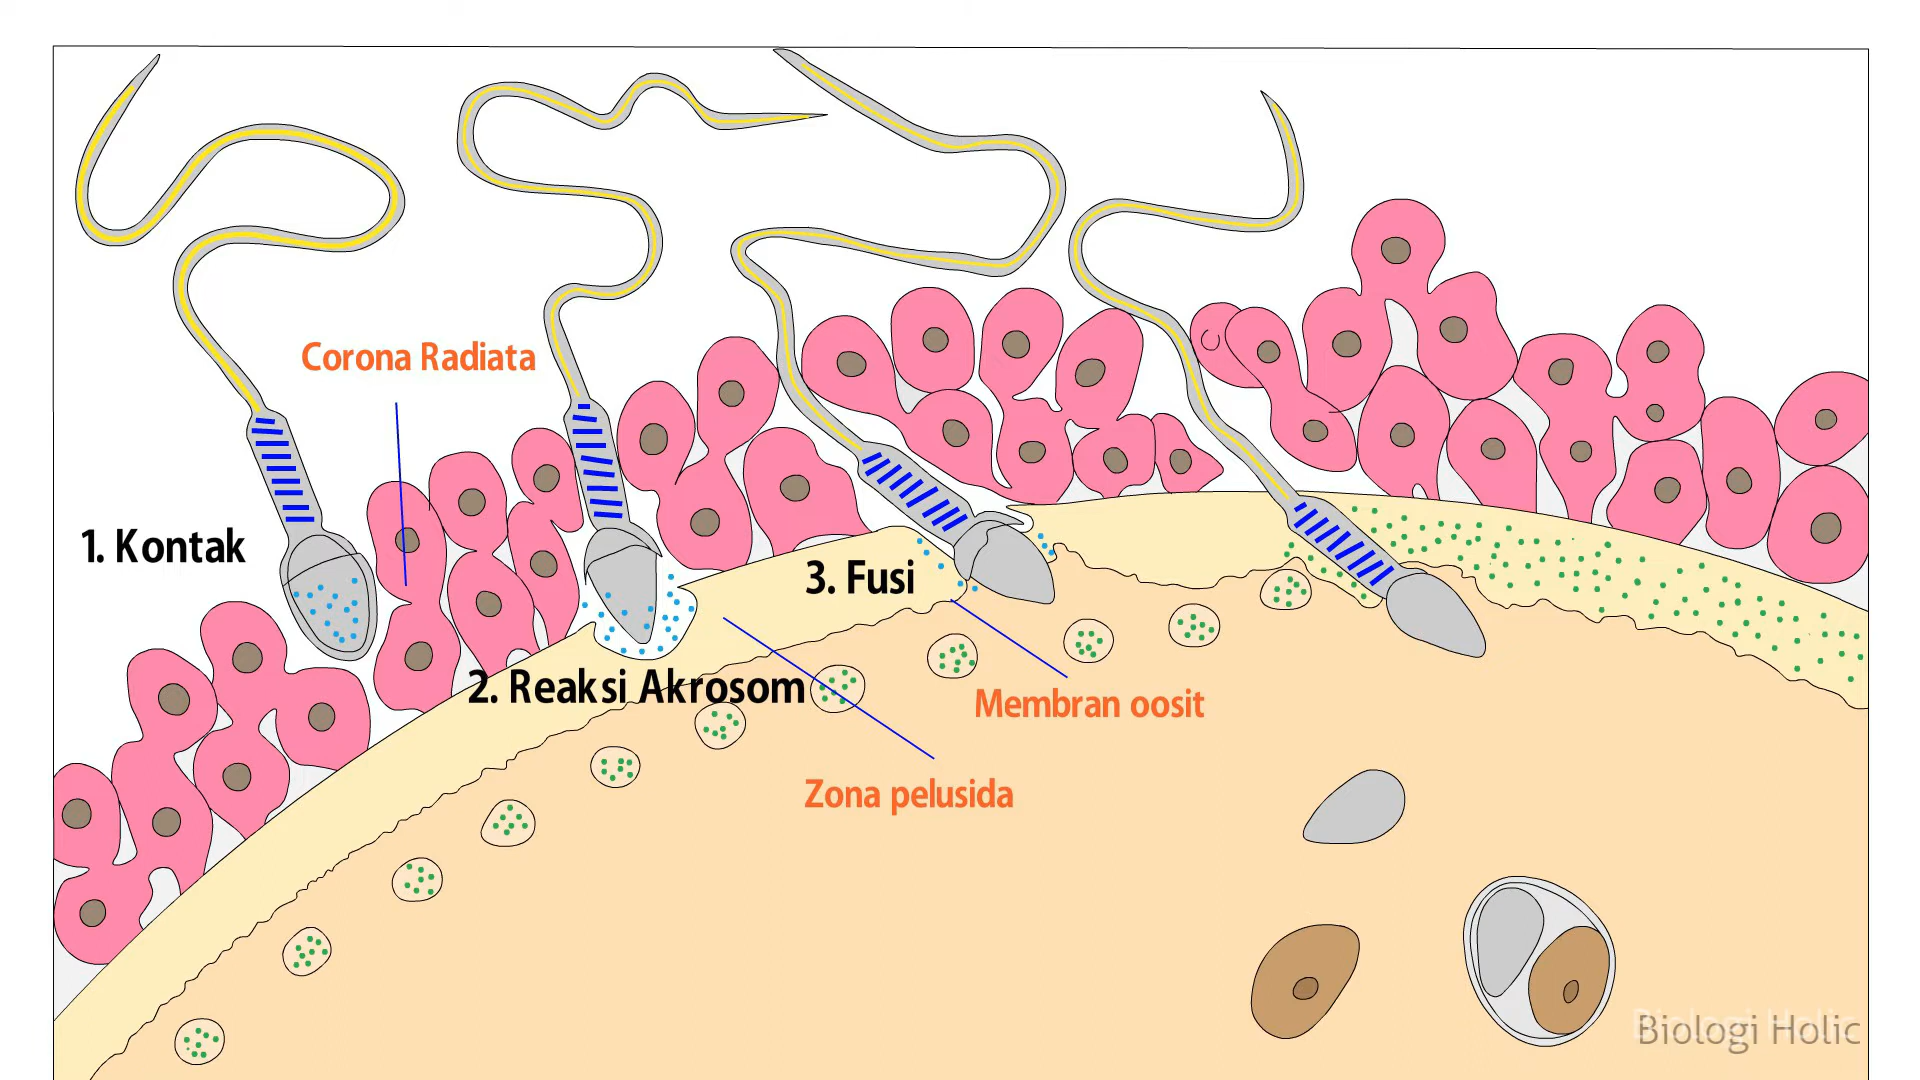 Corona Radiata
1. Kontak
3. Fusi
2. Reaksi Akrosom
Membran oosit
Zona pelusida
Biologi Holic